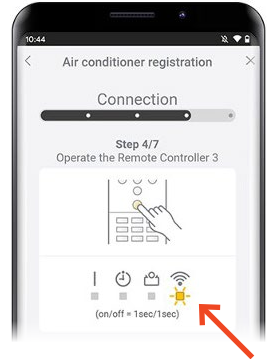 10:44
Air conditioner registration
Connection
Step 4/7
Operate the Remote Controller 3
(on/off = 1sec/1sec)